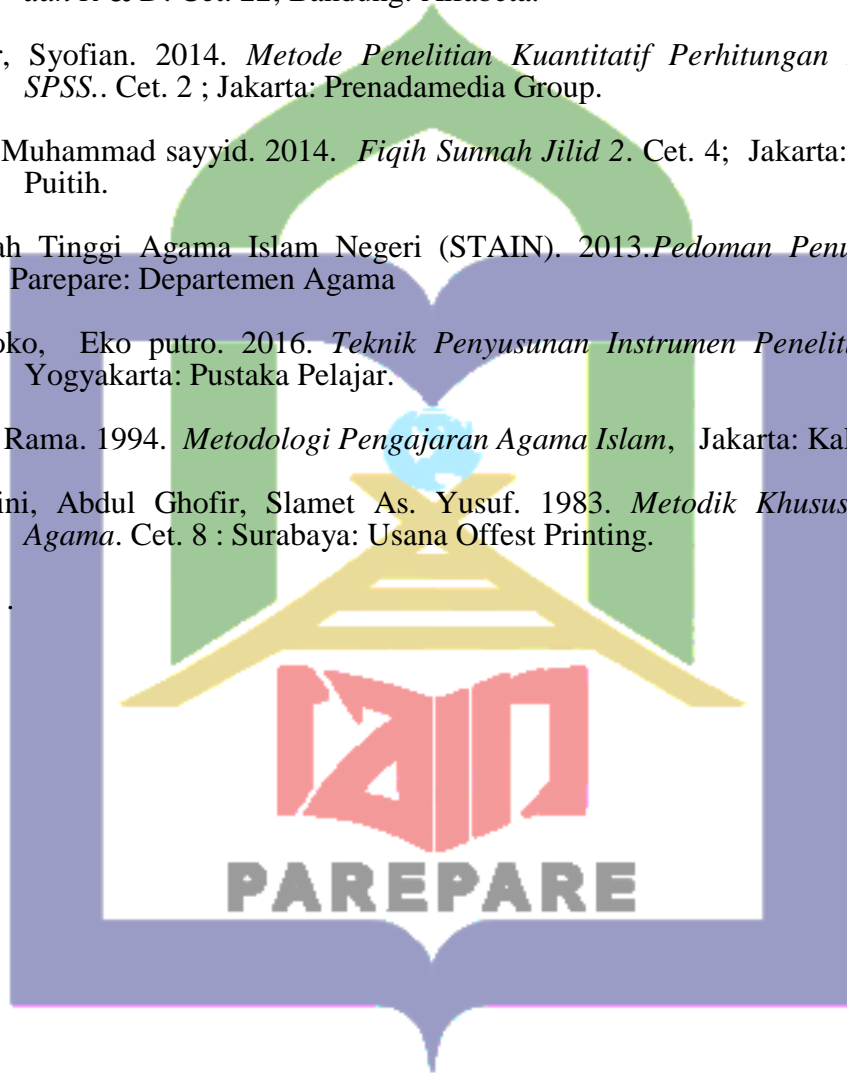 dan R & D. Cet. 22; Bandung: Alfabeta.
r, Syofian. 2014. Metode Penelitian Kuantitatif Perhitungan
SPSS.. Cet. 2 ; Jakarta: Prenadamedia Group.
Muhammad sayyid. 2014. Fiqih Sunnah Jilid 2. Cet. 4; Jakarta:
Puitih.
ah Tinggi Agama Islam Negeri (STAIN). 2013.Pedoman Penu
Parepare: Departemen Agama
oko, Eko putro. 2016. Teknik Penyusunan Instrumen Penelit
Yogyakarta: Pustaka Pelajar.
Rama. 1994. Metodologi Pengajaran Agama Islam, Jakarta: Kal
ini, Abdul Ghofir, Slamet As. Yusuf. 1983. Metodik Khusus
Agama. Cet. 8 : Surabaya: Usana Offest Printing.
.
IAIN
PAREPARE